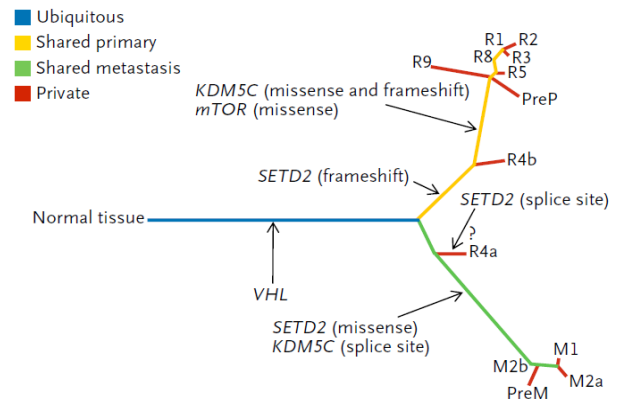 Ubiquitous
Shared primary
Shared metastasis
Private
R1
R2
R8
R3
R9
R5
PreP
KDM5C (missense and frameshift)
mTOR (missense)
R4b
SETD2 (frameshift)
SETD2 (splice site)
Normal tissue
?
R4a
VHL
SETD2 (missense)
KDM5C (splice site)
M1
M2b
M2a
PreM